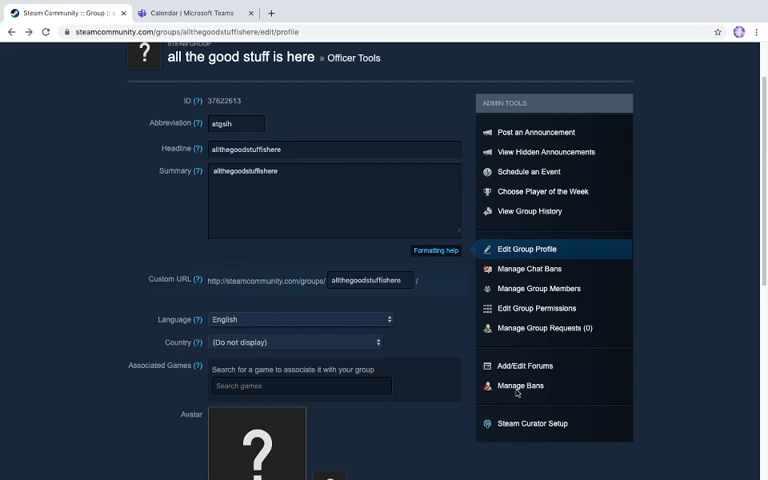 Steam Community :: Group ::
Calendar | Microsoft Teams
steamcommunity.com/groups/allthegoodstuffishere/edit/profile
STEAM GROUP
all the good stuff is here » Officer Tools
ID (?) 37622613
Abbreviation (?) atgsih
Headline (?) allthegoodstuffishere
Summary (?) allthegoodstuffishere
Formatting help
Custom URL (?) http://steamcommunity.com/groups/ allthegoodstuffishere /
Language (?) English
Country (?) (Do not display)
Associated Games (?) Search for a game to associate it with your group
Search games
Avatar
?
ADMIN TOOLS
Post an Announcement
View Hidden Announcements
Schedule an Event
Choose Player of the Week
View Group History
Edit Group Profile
Manage Chat Bans
Manage Group Members
Edit Group Permissions
Manage Group Requests (0)
Add/Edit Forums
Manage Bans
Steam Curator Setup